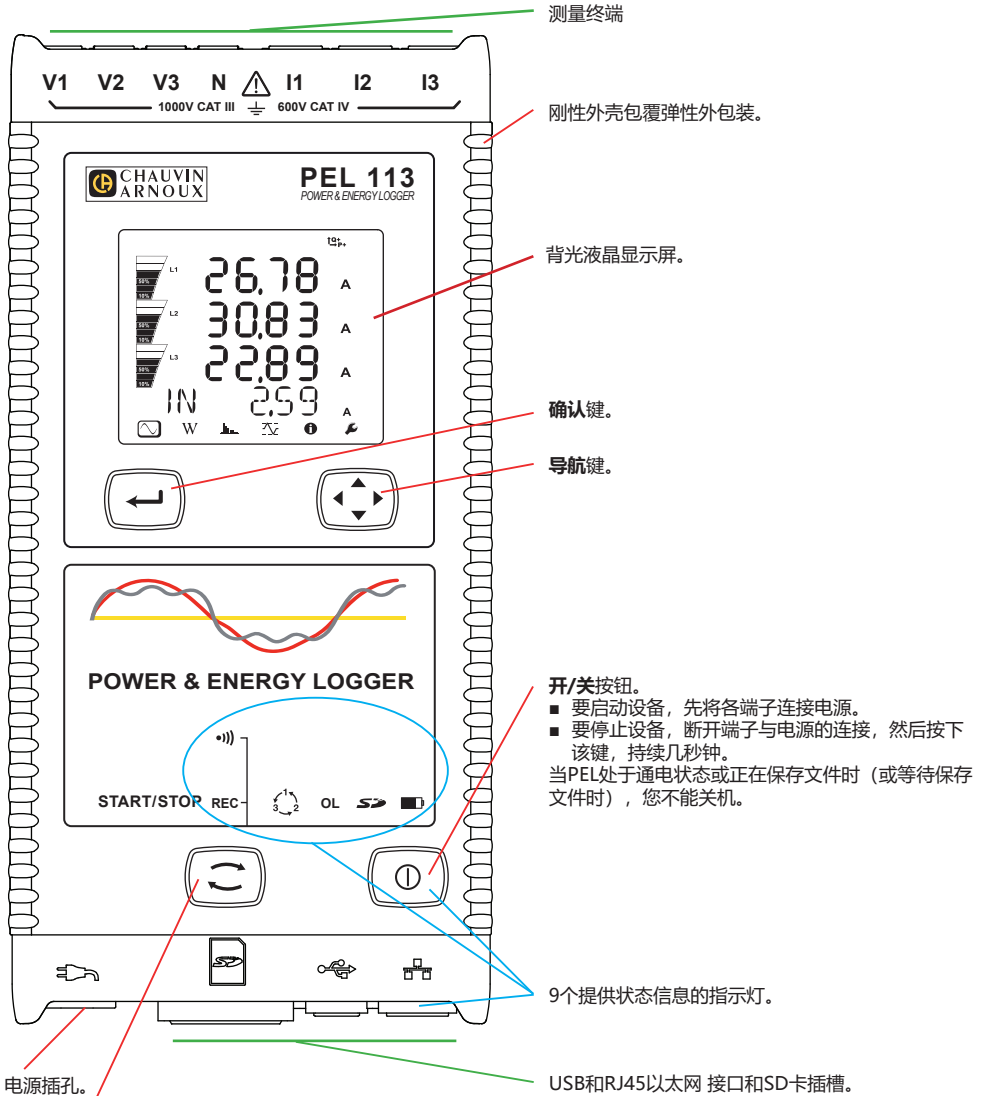 测量终端
V1 V2 V3 N I1 I2 I3
1000V CAT III 600V CAT IV
刚性外壳包覆弹性外包装。
CHAUVIN
ARNOUX
PEL 113
POWER & ENERGY LOGGER
背光液晶显示屏。
L1 26.78 A
50%
10%
L2 30.83 A
50%
10%
L3 22.89 A
50%
10%
IN 2.59 A
W
确认键。
导航键。
POWER & ENERGY LOGGER
开/关按钮。
■ 要启动设备，先将各端子连接电源。
■ 要停止设备，断开端子与电源的连接，然后按下
该键，持续几秒钟。
当PEL处于通电状态或正在保存文件时（或等待保存
文件时），您不能关机。
START/STOP REC 1 2 3 OL SD
SD
9个提供状态信息的指示灯。
电源插孔。
USB和RJ45以太网 接口和SD卡插槽。